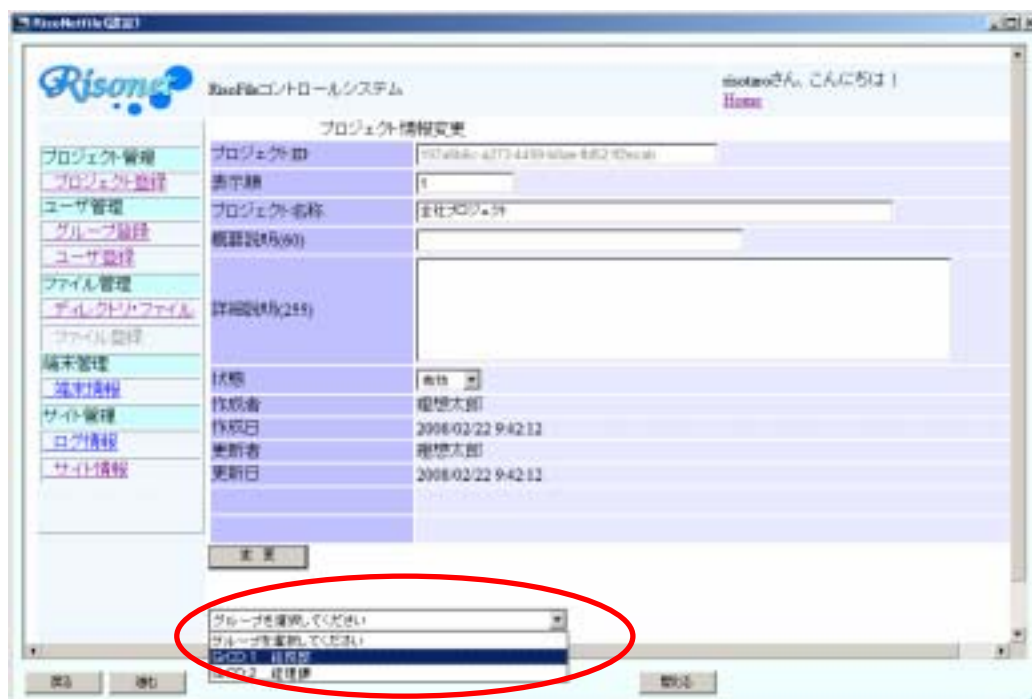 RisoNetFile(設定)
Risonet
RisoFileコントロールシステム
risotaroさん、こんにちは！
Home
プロジェクト情報変更
プロジェクト管理
プロジェクト登録
ユーザ管理
グループ登録
ユーザ登録
ファイル管理
ディレクトリ・ファイル
ファイル登録
端末管理
端末情報
サイト管理
ログ情報
サイト情報
プロジェクトID
表示順
1
プロジェクト名称
全社プロジェクト
概要説明(60)
詳細説明(255)
状態
有効
作成者
理想太郎
作成日
2008/02/22 9:42:12
更新者
理想太郎
更新日
2008/02/22 9:42:12
変 更
グループを選択してください
グループを選択してください
GrCD:1 総務部
GrCD:2 経理部
戻る
進む
閉じる